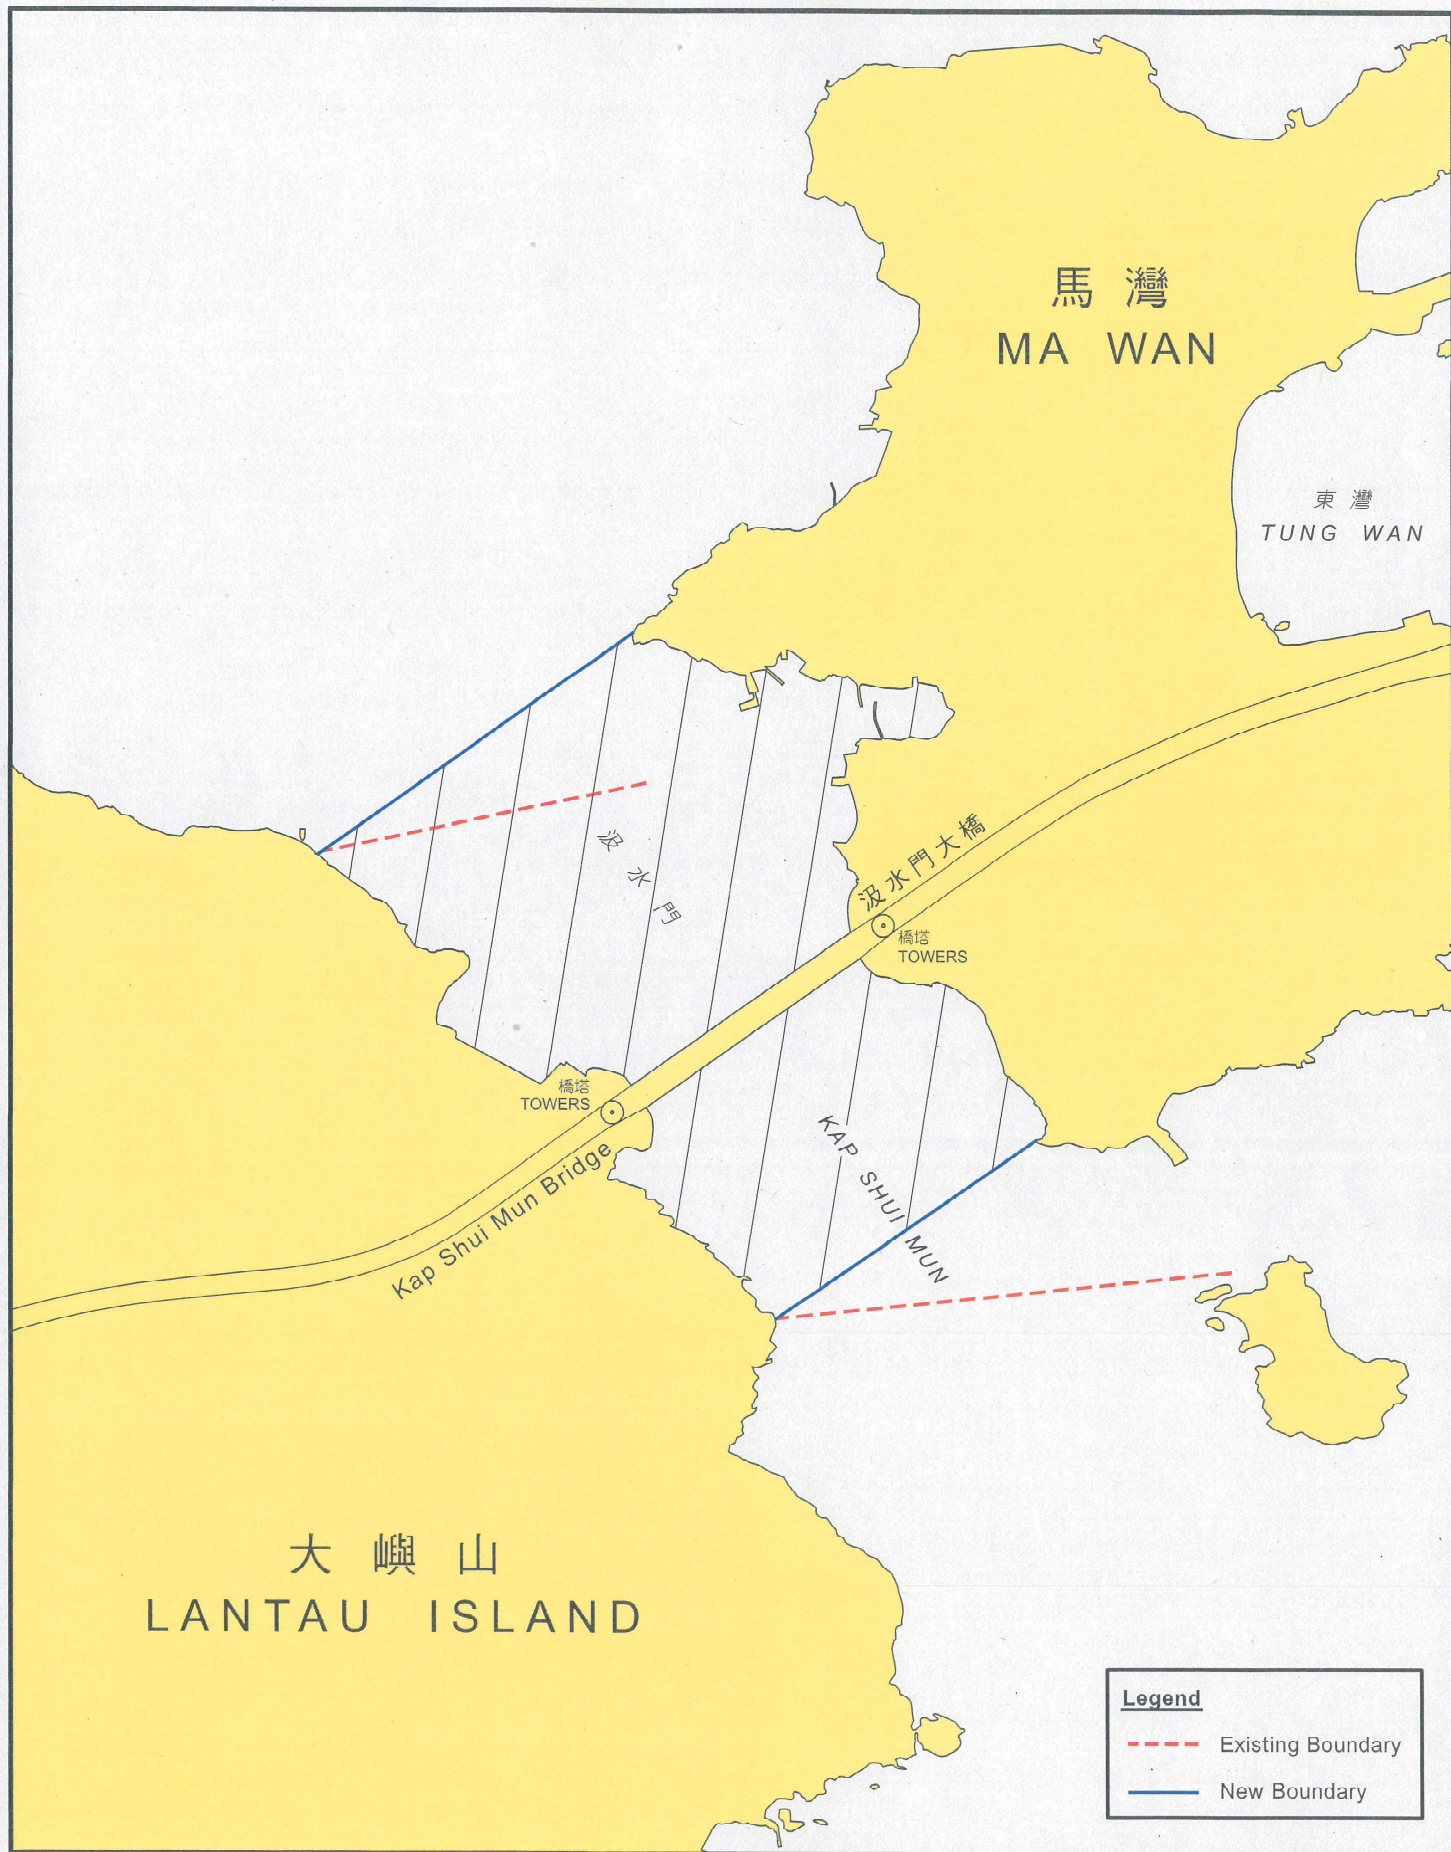 馬灣
MA WAN
東灣
TUNG WAN
汲水門
汲水門大橋
橋塔
TOWERS
橋塔
TOWERS
KAP SHUI MUN
Kap Shui Mun Bridge
大嶼山
LANTAU ISLAND
Legend
Existing Boundary
New Boundary